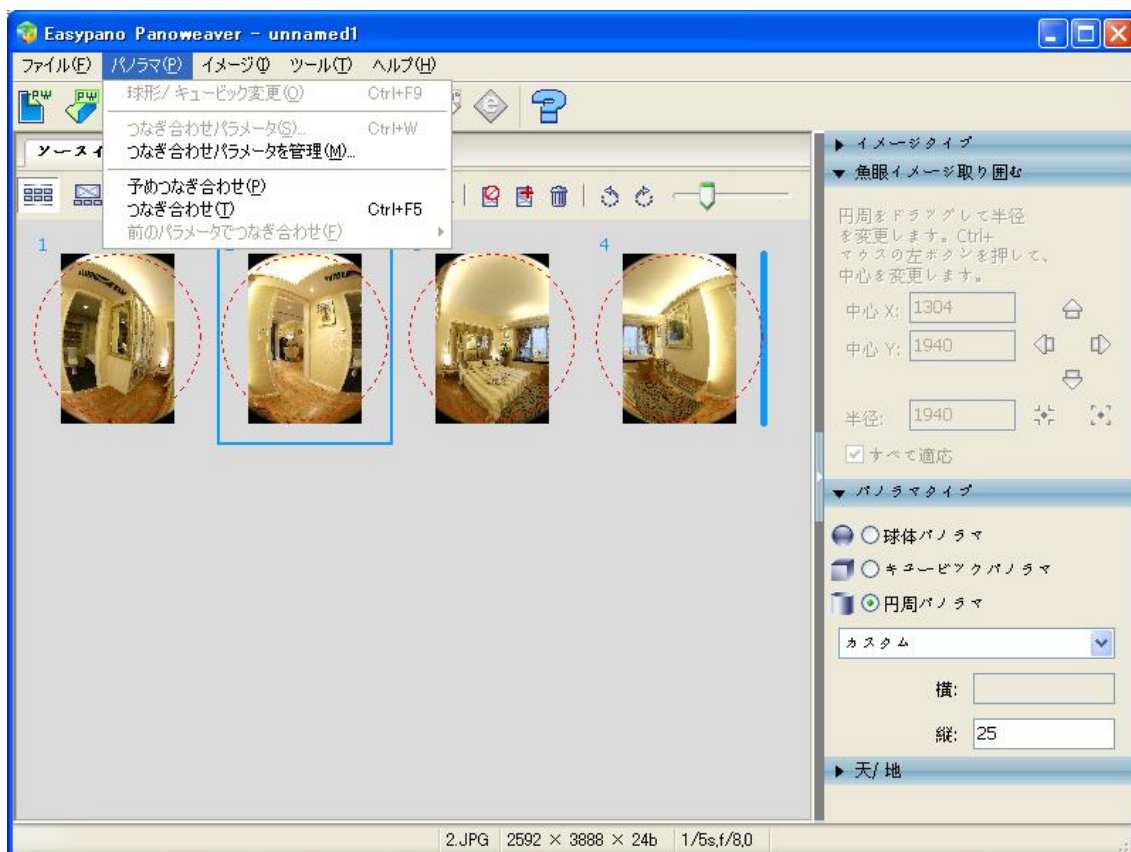 Easypano Panoweaver - unnamed1
ファイル(F) パノラマ(P) イメージ(I) ツール(T) ヘルプ(H)
球形/キュービック変更(O) Ctrl+F9
つなぎ合わせパラメータ(S)... Ctrl+W
つなぎ合わせパラメータを管理(M)...
予めつなぎ合わせ(P)
つなぎ合わせ(T) Ctrl+F5
前のパラメータでつなぎ合わせ(F)
PW PW
ソースイ
1
4
イメージタイプ
魚眼イメージ取り囲む
円周をドラッグして半径
を変更します。Ctrl+
マウスの左ボタンを押して、
中心を変更します。
中心 X: 1304
中心 Y: 1940
半径: 1940
すべて適応
パノラマタイプ
球体パノラマ
キュービックパノラマ
円周パノラマ
カスタム
横:
縦: 25
天/地
2.JPG 2592 × 3888 × 24b 1/5s,f/8,0